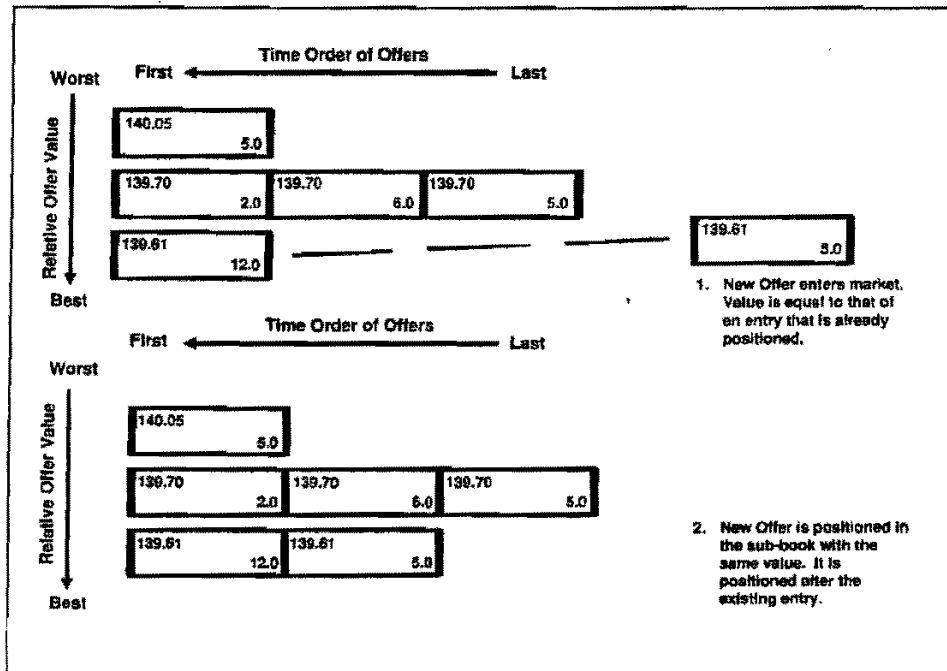 Time Order of Offers
Worst
First
Last
Relative Offer Value
140.05
5.0
139.70
2.0
139.70
6.0
139.70
5.0
139.61
12.0
139.61
5.0
Best
1. New Offer enters market.
Value is equal to that of
an entry that is already
positioned.
Time Order of Offers
First
Last
Worst
Relative Offer Value
140.05
5.0
139.70
2.0
139.70
6.0
139.70
5.0
139.61
12.0
139.61
5.0
Best
2. New Offer is positioned in
the sub-book with the
same value. It is
positioned after the
existing entry.